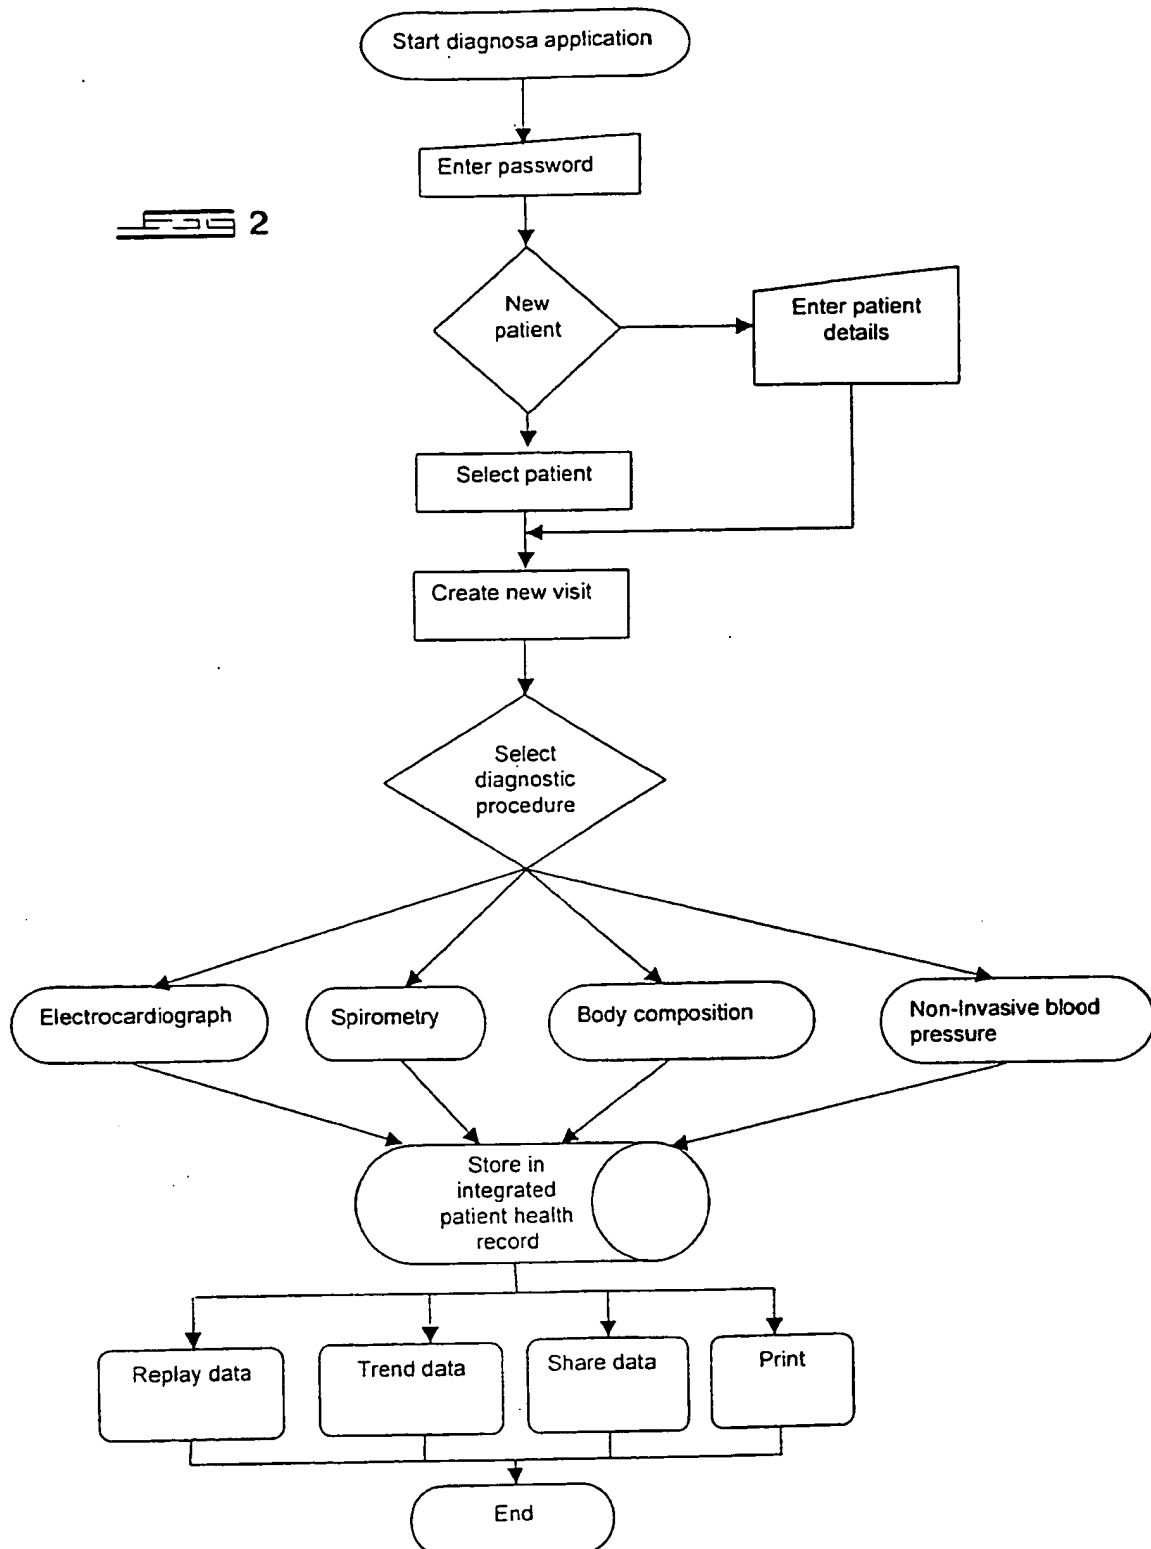 Start diagnosa application
Enter password
FIG 2
New
patient
Enter patient
details
Select patient
Create new visit
Select
diagnostic
procedure
Electrocardiograph
Spirometry
Body composition
Non-Invasive blood
pressure
Store in
integrated
patient health
record
Replay data
Trend data
Share data
Print
End